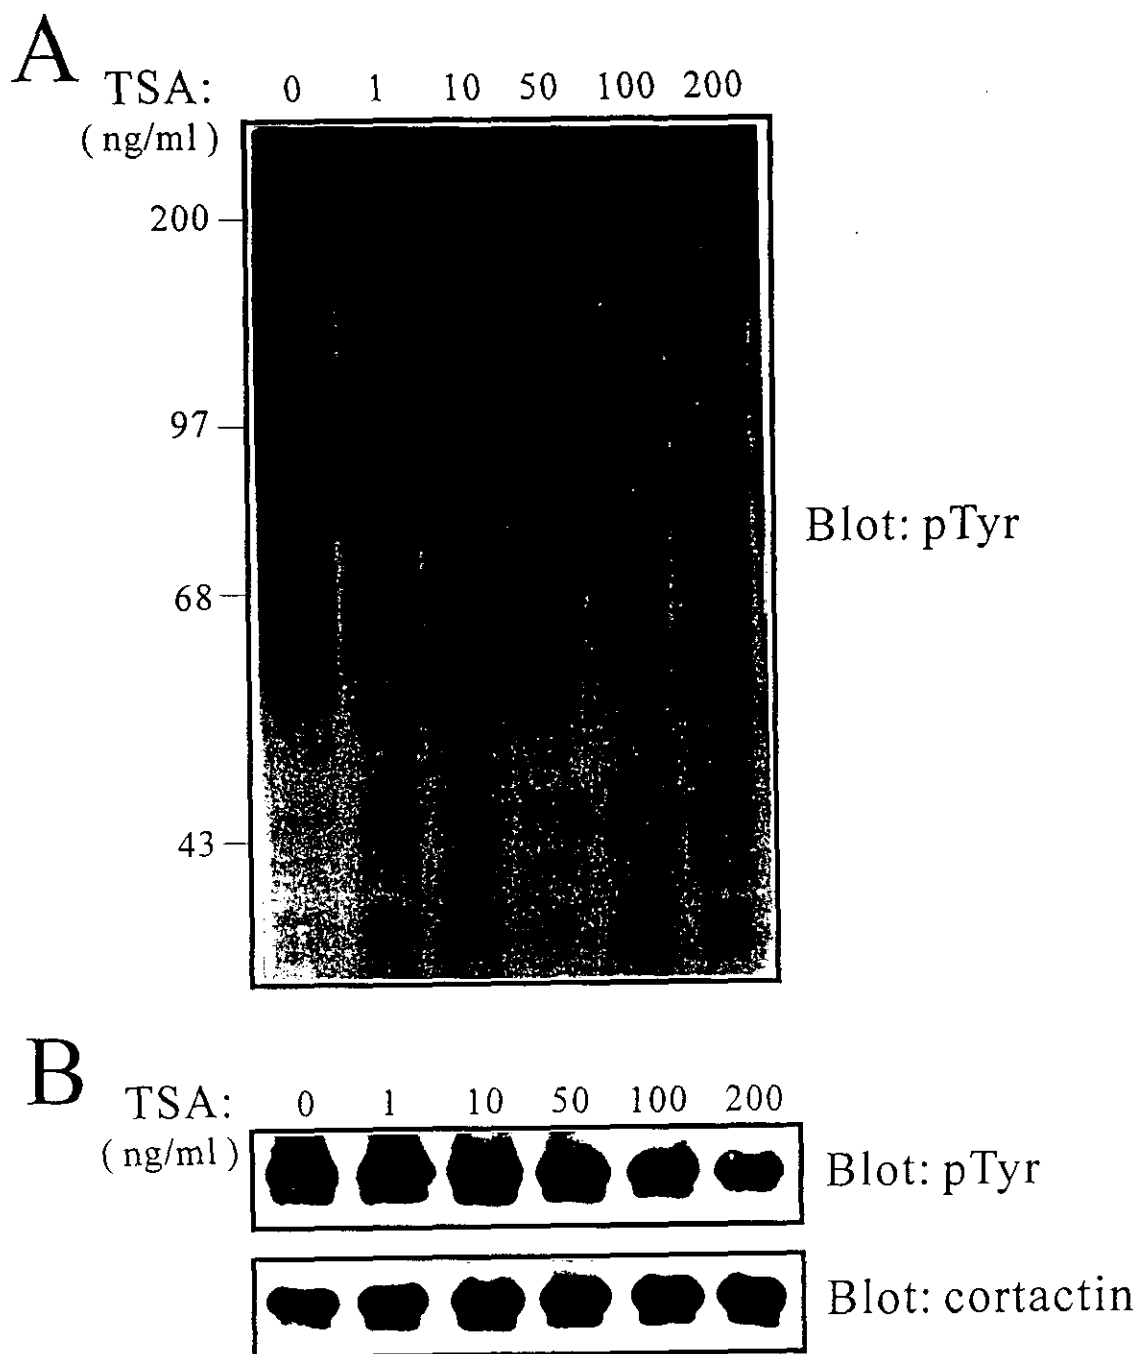 A
TSA: 0 1 10 50 100 200
(ng/ml)
200
97
Blot: pTyr
68
43
B
TSA: 0 1 10 50 100 200
(ng/ml)
Blot: pTyr
Blot: cortactin